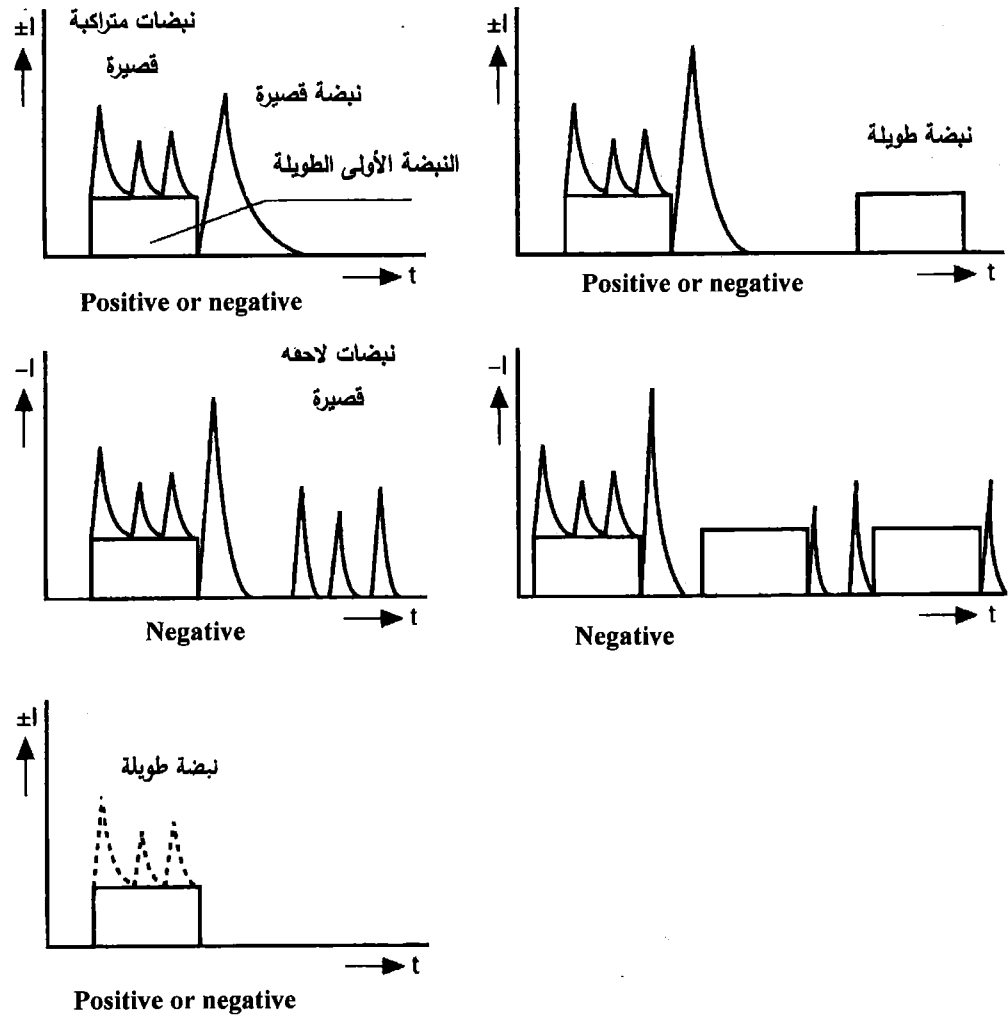 ±I
نبضات متراكبة
قصيرة
نبضة قصيرة
النبضة الأولى الطويلة
t
Positive or negative
±I
نبضة طويلة
t
Positive or negative
–I
نبضات لاحقه
قصيرة
t
Negative
–I
t
Negative
±I
نبضة طويلة
t
Positive or negative